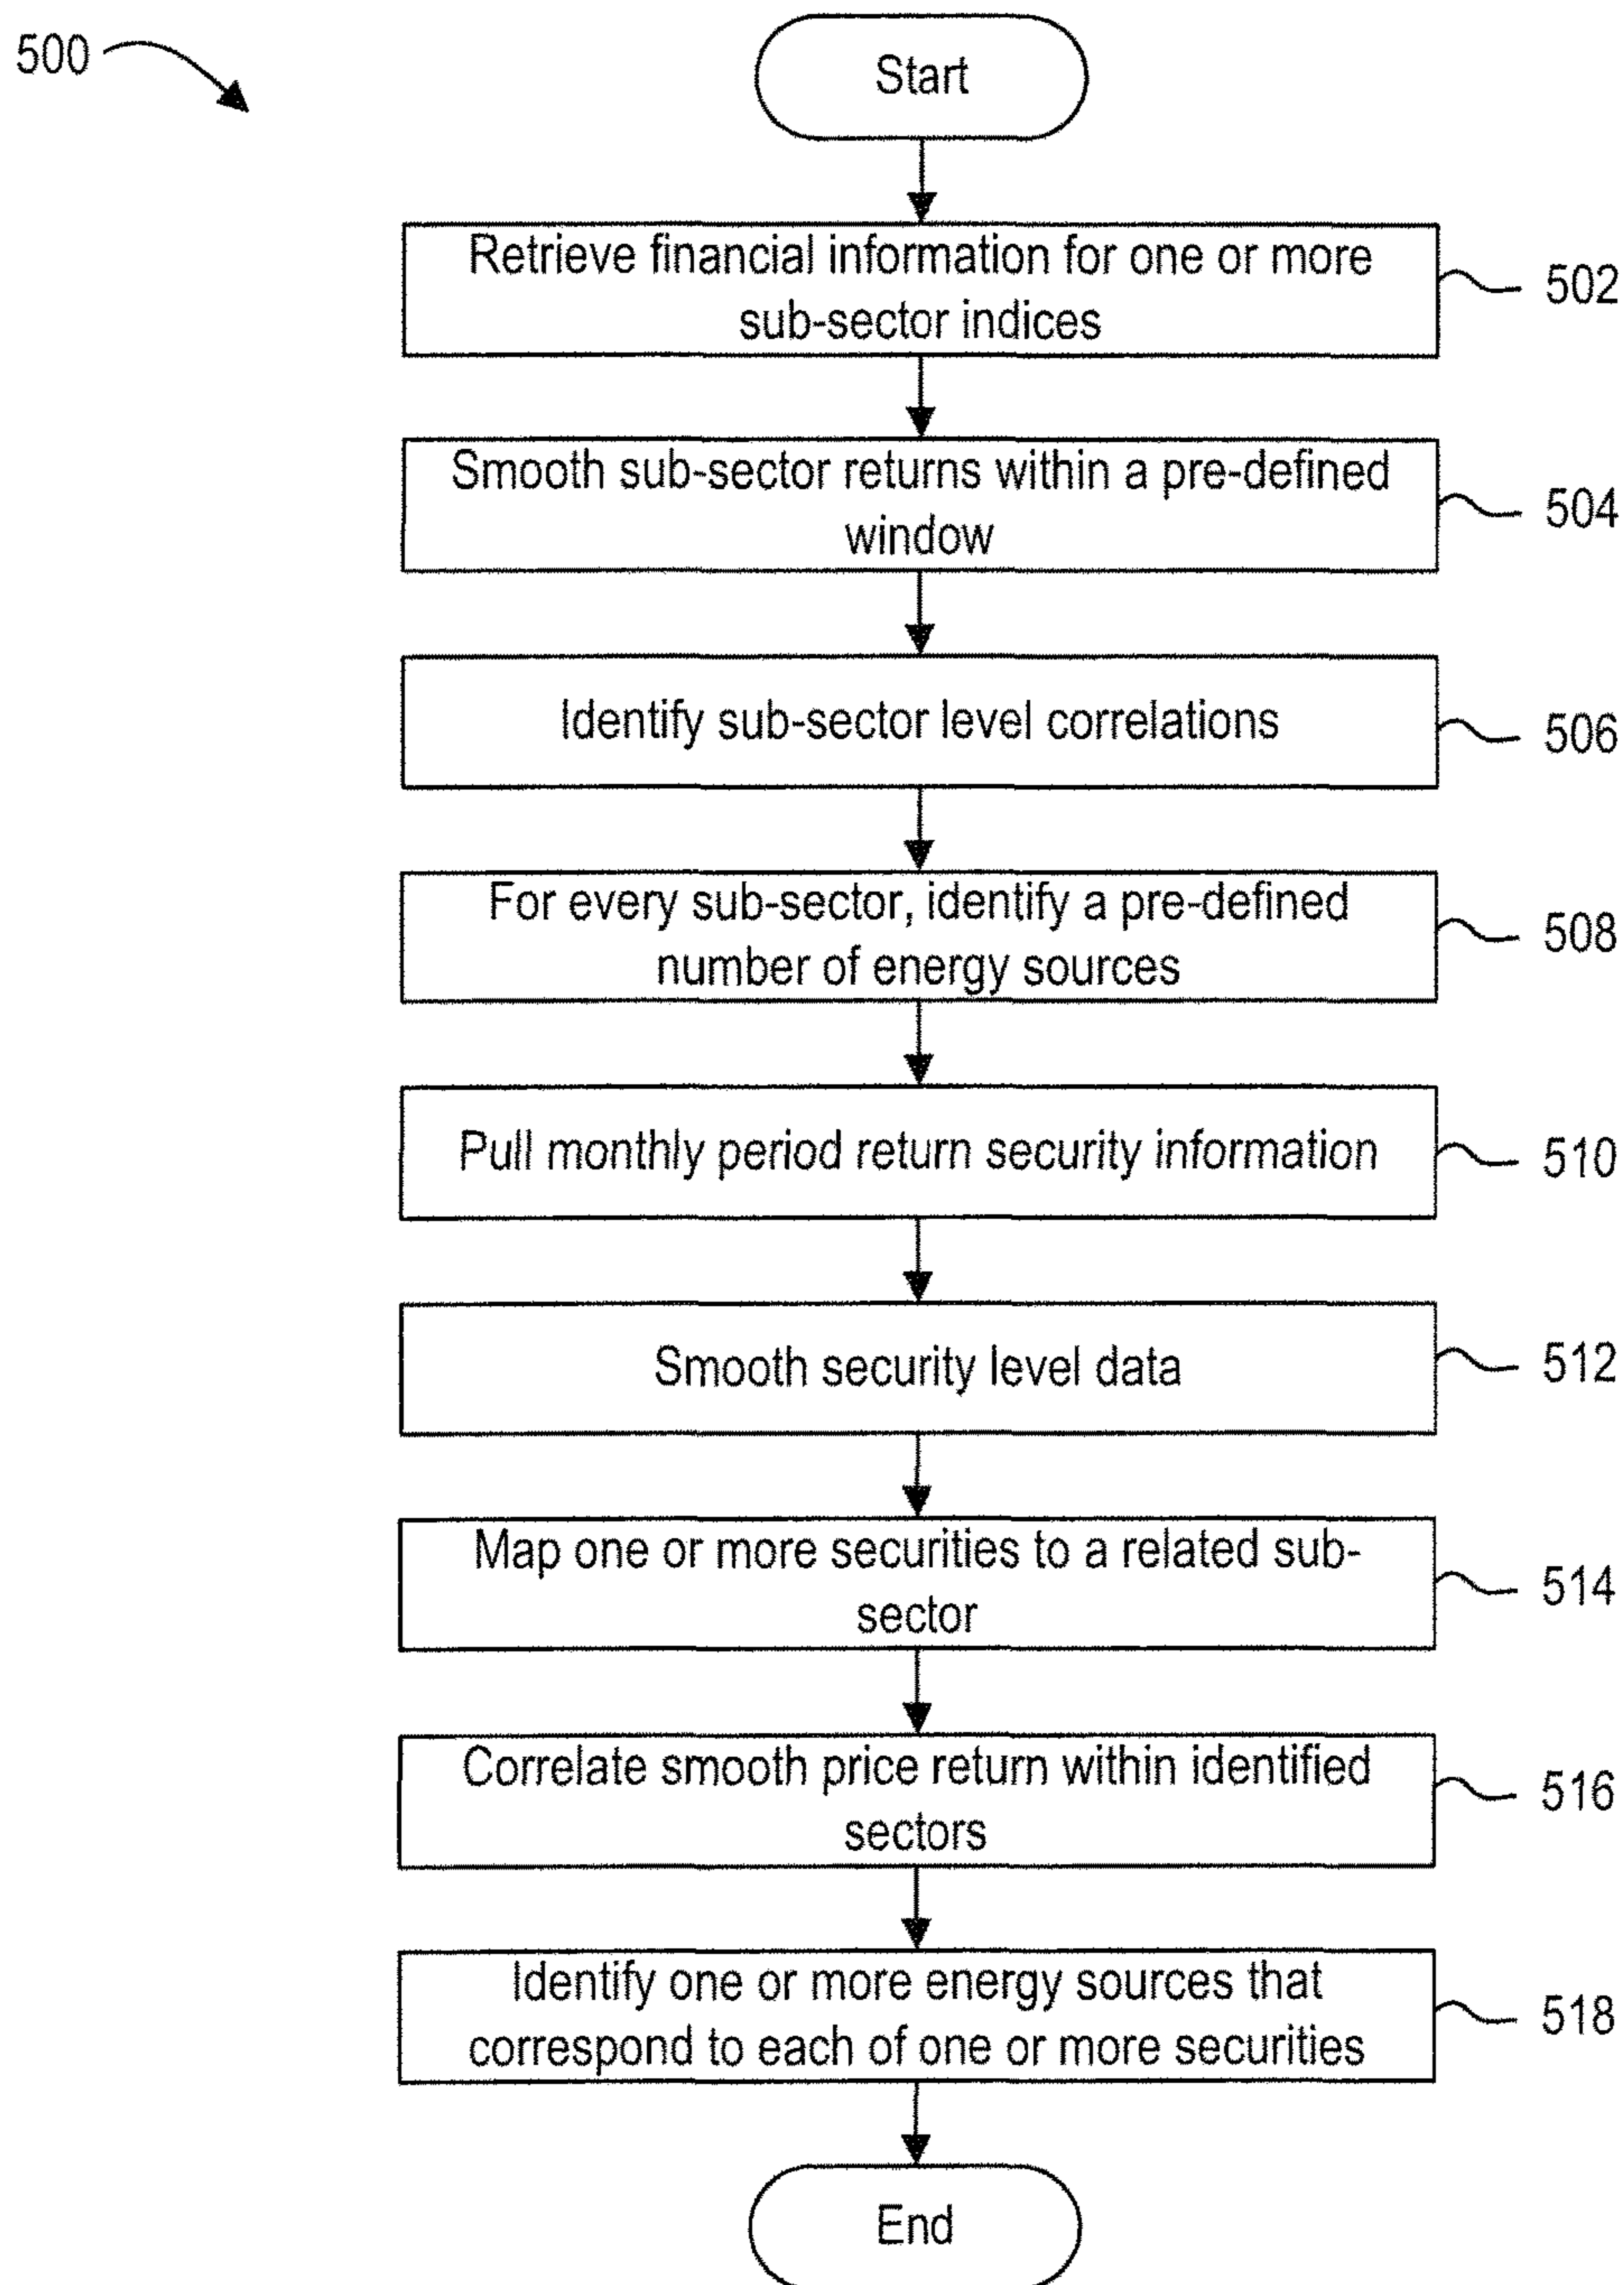 500
Start
Retrieve financial information for one or more
sub-sector indices
502
Smooth sub-sector returns within a pre-defined
window
504
Identify sub-sector level correlations
506
For every sub-sector, identify a pre-defined
number of energy sources
508
Pull monthly period return security information
510
Smooth security level data
512
Map one or more securities to a related sub-
sector
514
Correlate smooth price return within identified
sectors
516
Identify one or more energy sources that
correspond to each of one or more securities
518
End